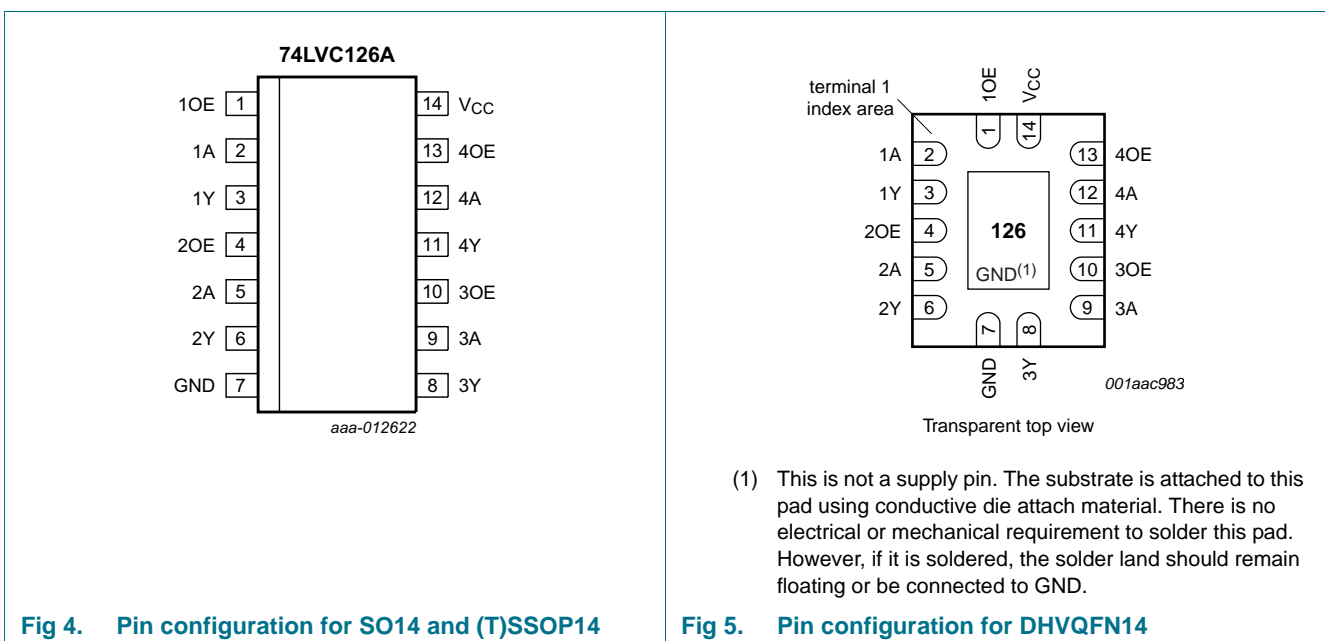 74LVC126A
1OE 1 14 VCC
1A 2 13 4OE
1Y 3 12 4A
2OE 4 11 4Y
2A 5 10 3OE
2Y 6 9 3A
GND 7 8 3Y
aaa-012622
Fig 4. Pin configuration for SO14 and (T)SSOP14
terminal 1
index area
1OE VCC
1 14
1A 2 13 4OE
1Y 3 12 4A
2OE 4 126 11 4Y
2A 5 GND(1) 10 3OE
2Y 6 9 3A
7 8
GND 3Y
001aac983
Transparent top view
(1) This is not a supply pin. The substrate is attached to this
pad using conductive die attach material. There is no
electrical or mechanical requirement to solder this pad.
However, if it is soldered, the solder land should remain
floating or be connected to GND.
Fig 5. Pin configuration for DHVQFN14